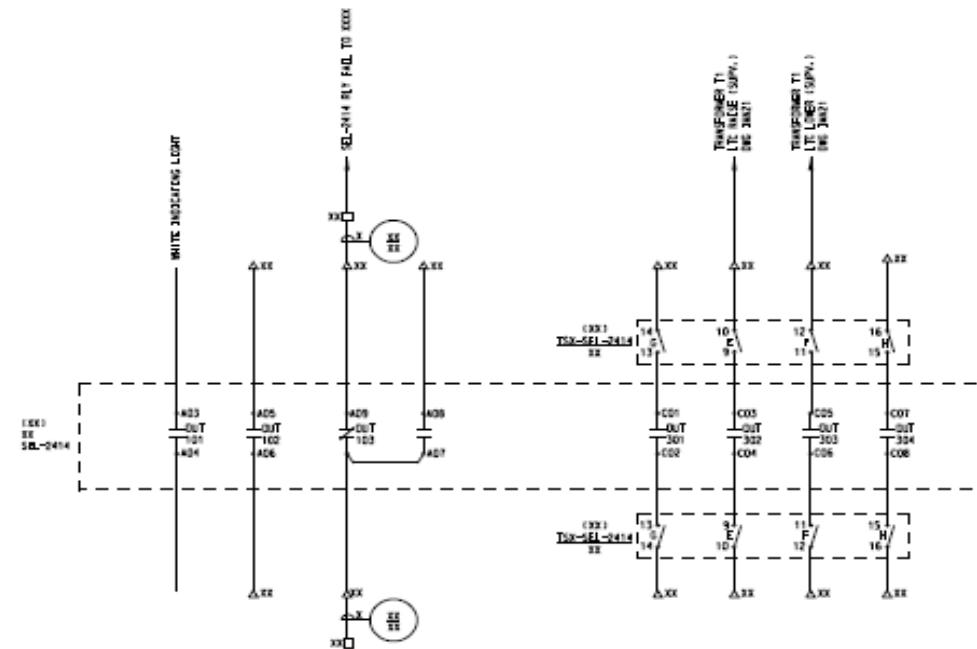 SEL-2414 RLY FAIL TO XXXX
TRANSFORMER T1
LTC RAISE (SUPV.)
TRANSFORMER T1
LTC LOWER (SUPV.)
WHITE INDICATING LIGHT
XX
X
XX
XX
XX
XX
XX
XX
XX
XX
XX
(XX)
TSX-SEL-2414
XX
14
G
13
10
E
9
12
F
11
16
H
15
(XX)
XX
SEL-2414
A03
OUT
101
A04
A05
OUT
102
A06
A09
OUT
103
A08
A07
C01
OUT
301
C02
C03
OUT
302
C04
C05
OUT
303
C06
C07
OUT
304
C08
(XX)
TSX-SEL-2414
XX
13
G
14
9
E
10
11
F
12
15
H
16
XX
XX
XX
XX
XX
XX
X
XX
XX
XX